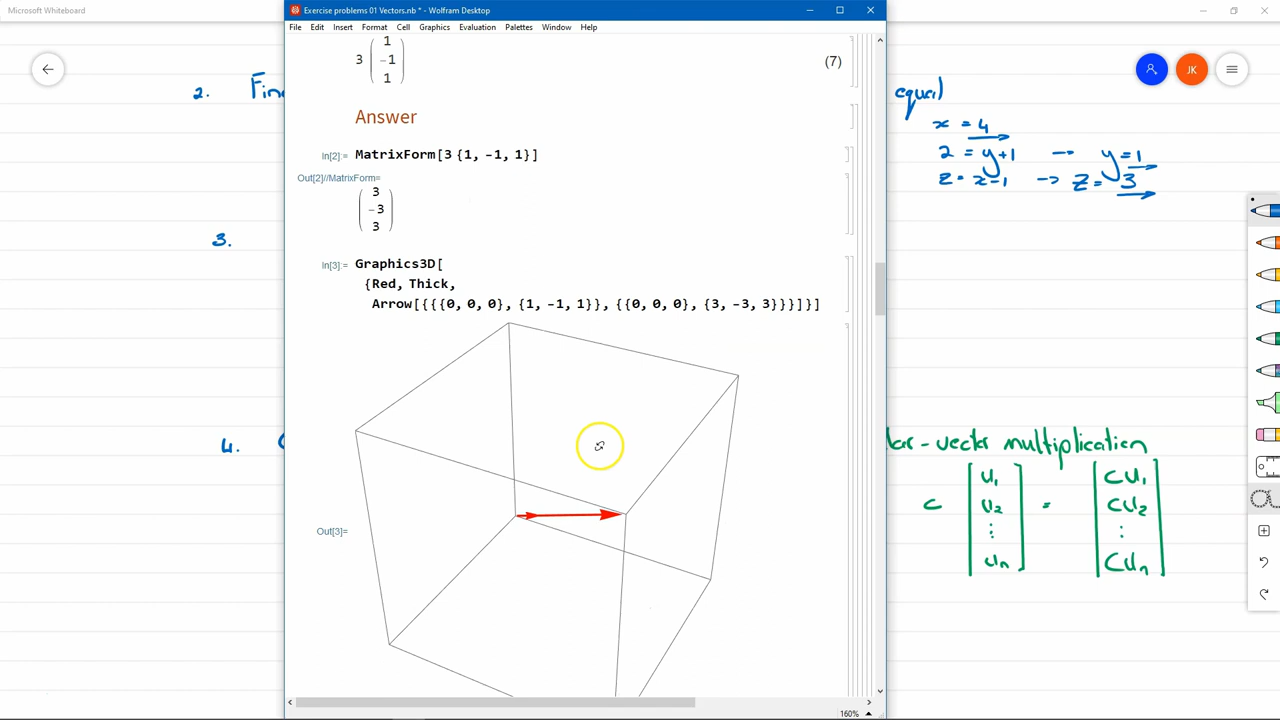 Microsoft Whiteboard
Exercise problems 01 Vectors.nb * - Wolfram Desktop
File Edit Insert Format Cell Graphics Evaluation Palettes Window Help
1
3 -1
1
(7)
Answer
In[2]:= MatrixForm[3 {1, -1, 1}]
Out[2]//MatrixForm=
3
-3
3
In[3]:= Graphics3D[
{Red, Thick,
Arrow[{{{0, 0, 0}, {1, -1, 1}}, {{0, 0, 0}, {3, -3, 3}}}]}]
Out[3]=
160%
2.
equal
x = 4
2 = y+1 → y=1
z = x-1 → z = 3
3.
4.
-vector multiplication
c u₁ = cu₁
u₂ cu₂
⋮ ⋮
uₙ cuₙ
JK